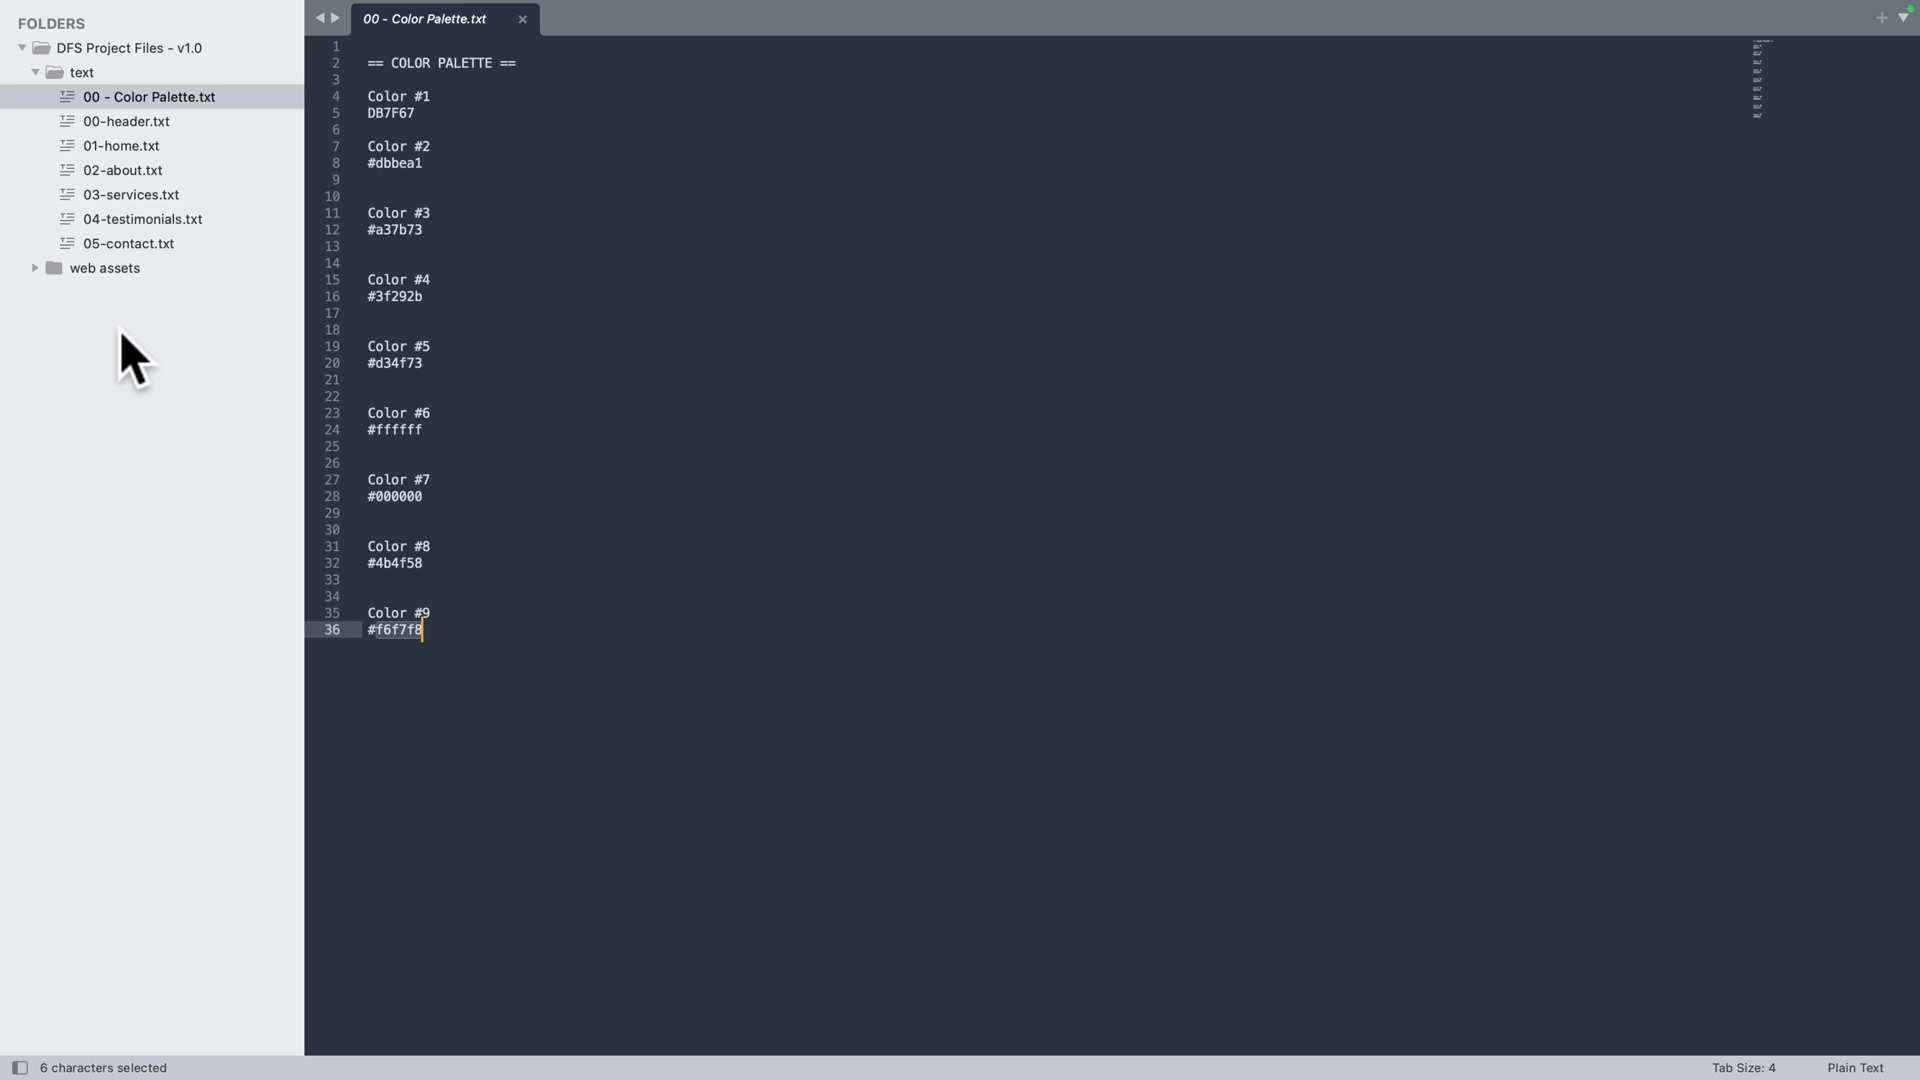 FOLDERS
DFS Project Files - v1.0
text
00 - Color Palette.txt
00-header.txt
01-home.txt
02-about.txt
03-services.txt
04-testimonials.txt
05-contact.txt
web assets
00 - Color Palette.txt
1
2 == COLOR PALETTE ==
3
4 Color #1
5 DB7F67
6
7 Color #2
8 #dbbea1
9
10
11 Color #3
12 #a37b73
13
14
15 Color #4
16 #3f292b
17
18
19 Color #5
20 #d34f73
21
22
23 Color #6
24 #ffffff
25
26
27 Color #7
28 #000000
29
30
31 Color #8
32 #4b4f58
33
34
35 Color #9
36 #f6f7f8
6 characters selected
Tab Size: 4
Plain Text